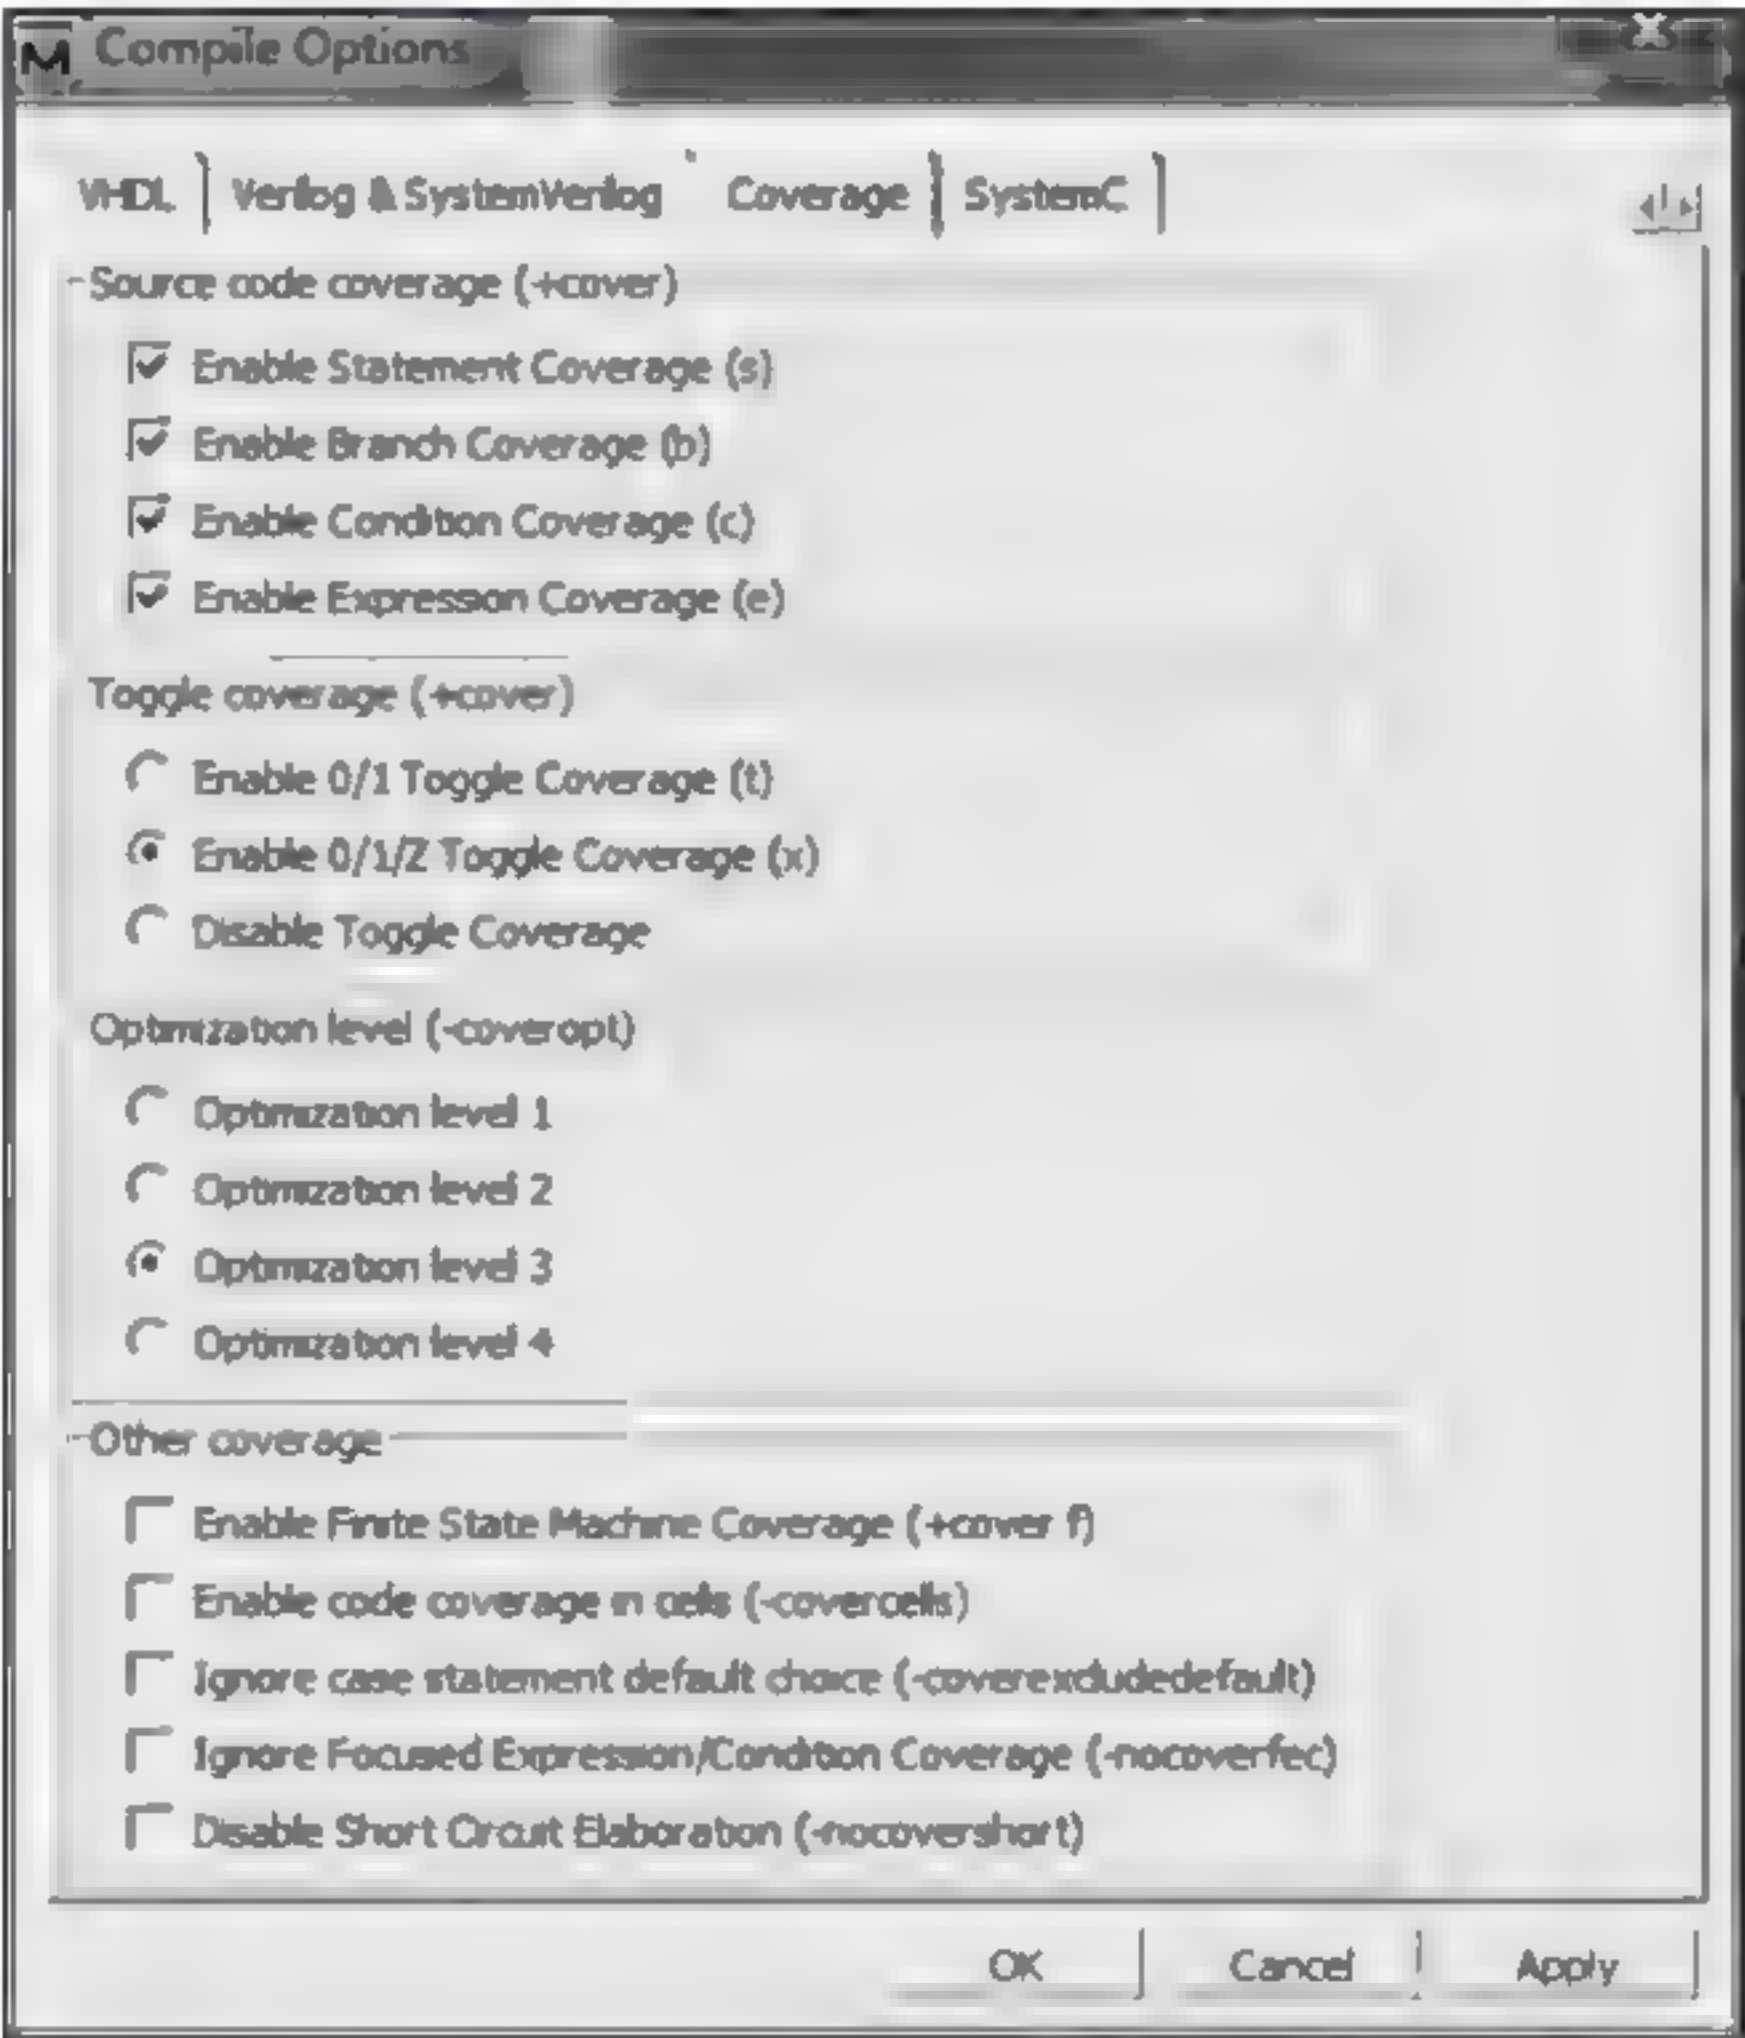 M Compile Options
VHDL Verilog & SystemVerilog Coverage SystemC
Source code coverage (+cover)
Enable Statement Coverage (s)
Enable Branch Coverage (b)
Enable Condition Coverage (c)
Enable Expression Coverage (e)
Toggle coverage (+cover)
Enable 0/1 Toggle Coverage (t)
Enable 0/1/Z Toggle Coverage (x)
Disable Toggle Coverage
Optimization level (-coveropt)
Optimization level 1
Optimization level 2
Optimization level 3
Optimization level 4
Other coverage
Enable Finite State Machine Coverage (+cover f)
Enable code coverage in cells (-covercells)
Ignore case statement default choice (-coverexcludedefault)
Ignore Focused Expression/Condition Coverage (-nocoverfec)
Disable Short Circuit Elaboration (-nocovershort)
OK Cancel Apply